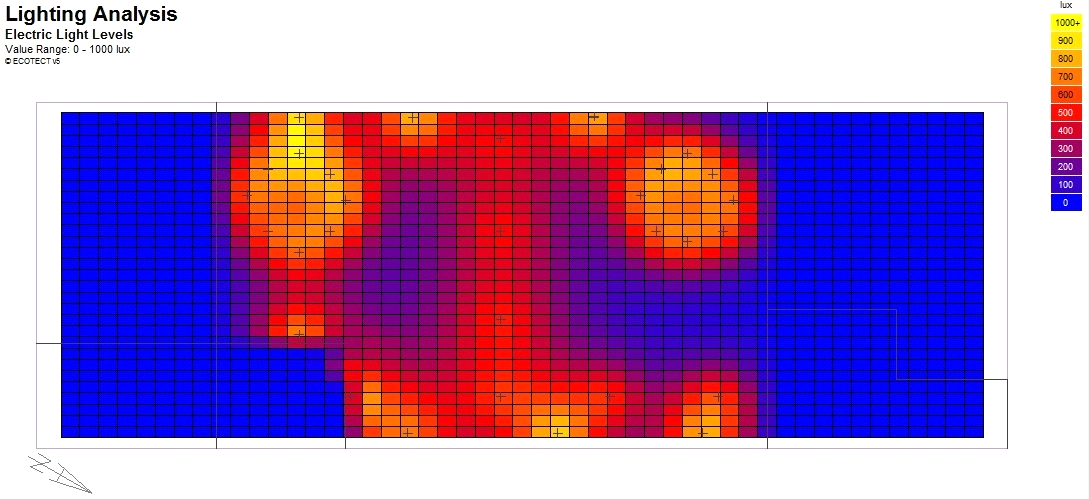 Lighting Analysis
Electric Light Levels
Value Range: 0 - 1000 lux
© ECOTECT v5
lux
1000+
900
800
700
600
500
400
300
200
100
0
N